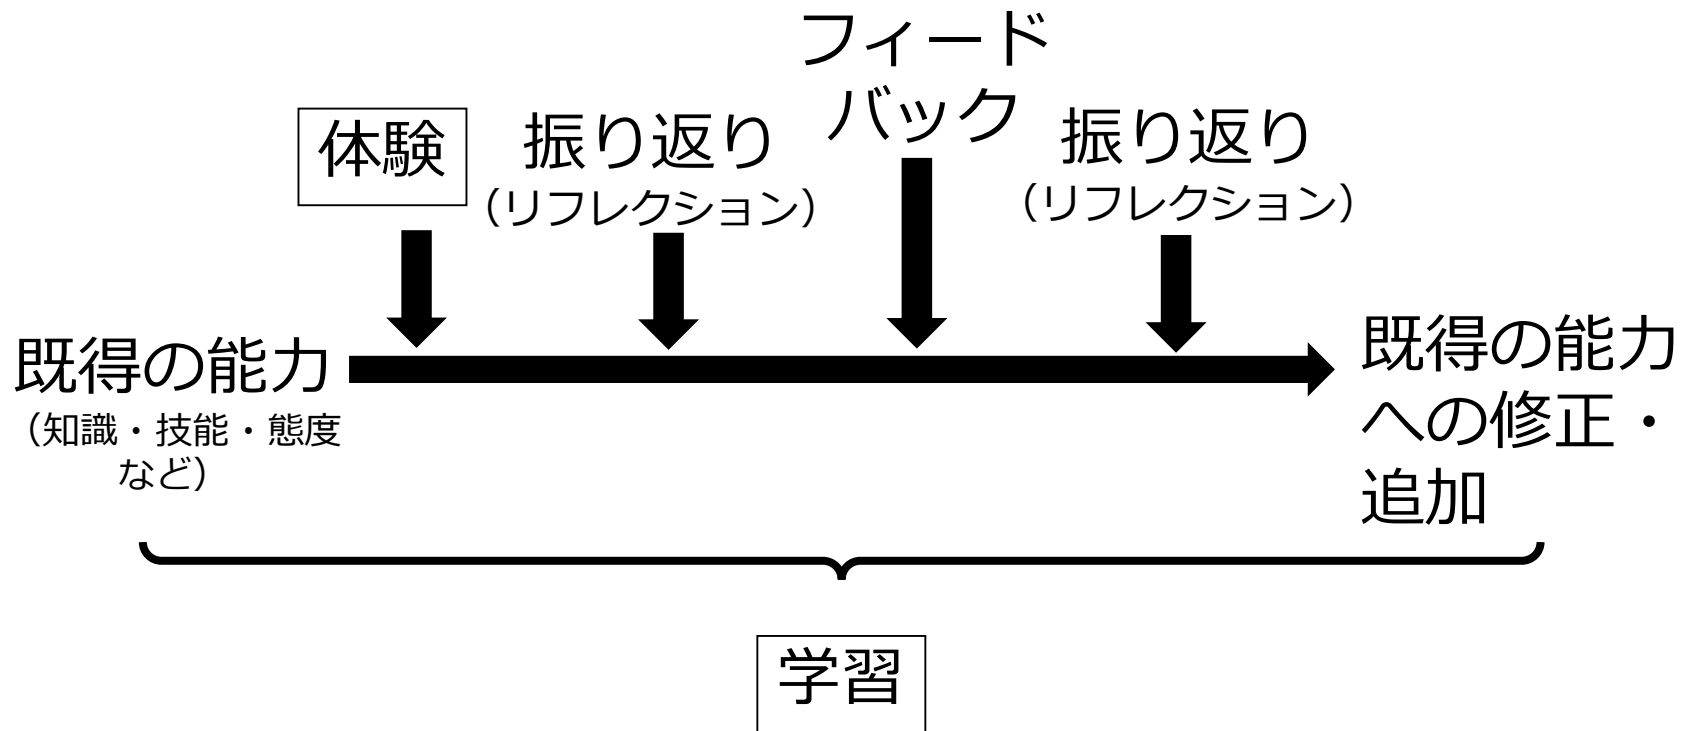 フィード
バック
体験
振り返り
（リフレクション）
振り返り
（リフレクション）
既得の能力
（知識・技能・態度
など）
既得の能力
への修正・
追加
学習